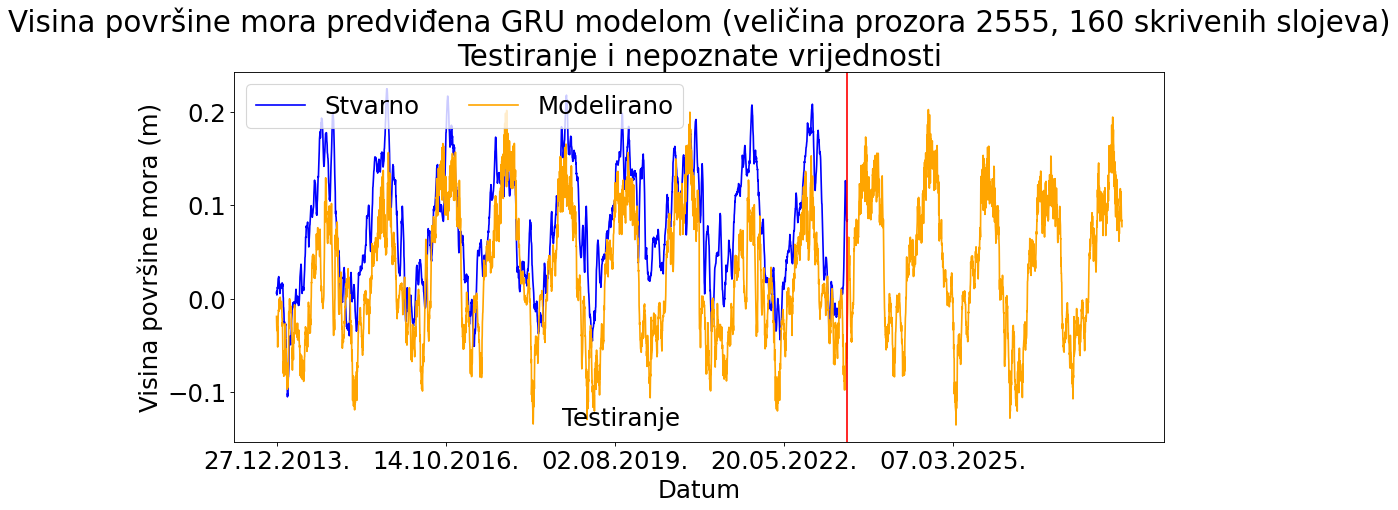 Visina površine mora predviđena GRU modelom (veličina prozora 2555, 160 skrivenih slojeva)
Testiranje i nepoznate vrijednosti
Stvarno
Modelirano
Visina površine mora (m)
0.2
0.1
0.0
−0.1
Testiranje
27.12.2013.
14.10.2016.
02.08.2019.
20.05.2022.
07.03.2025.
Datum